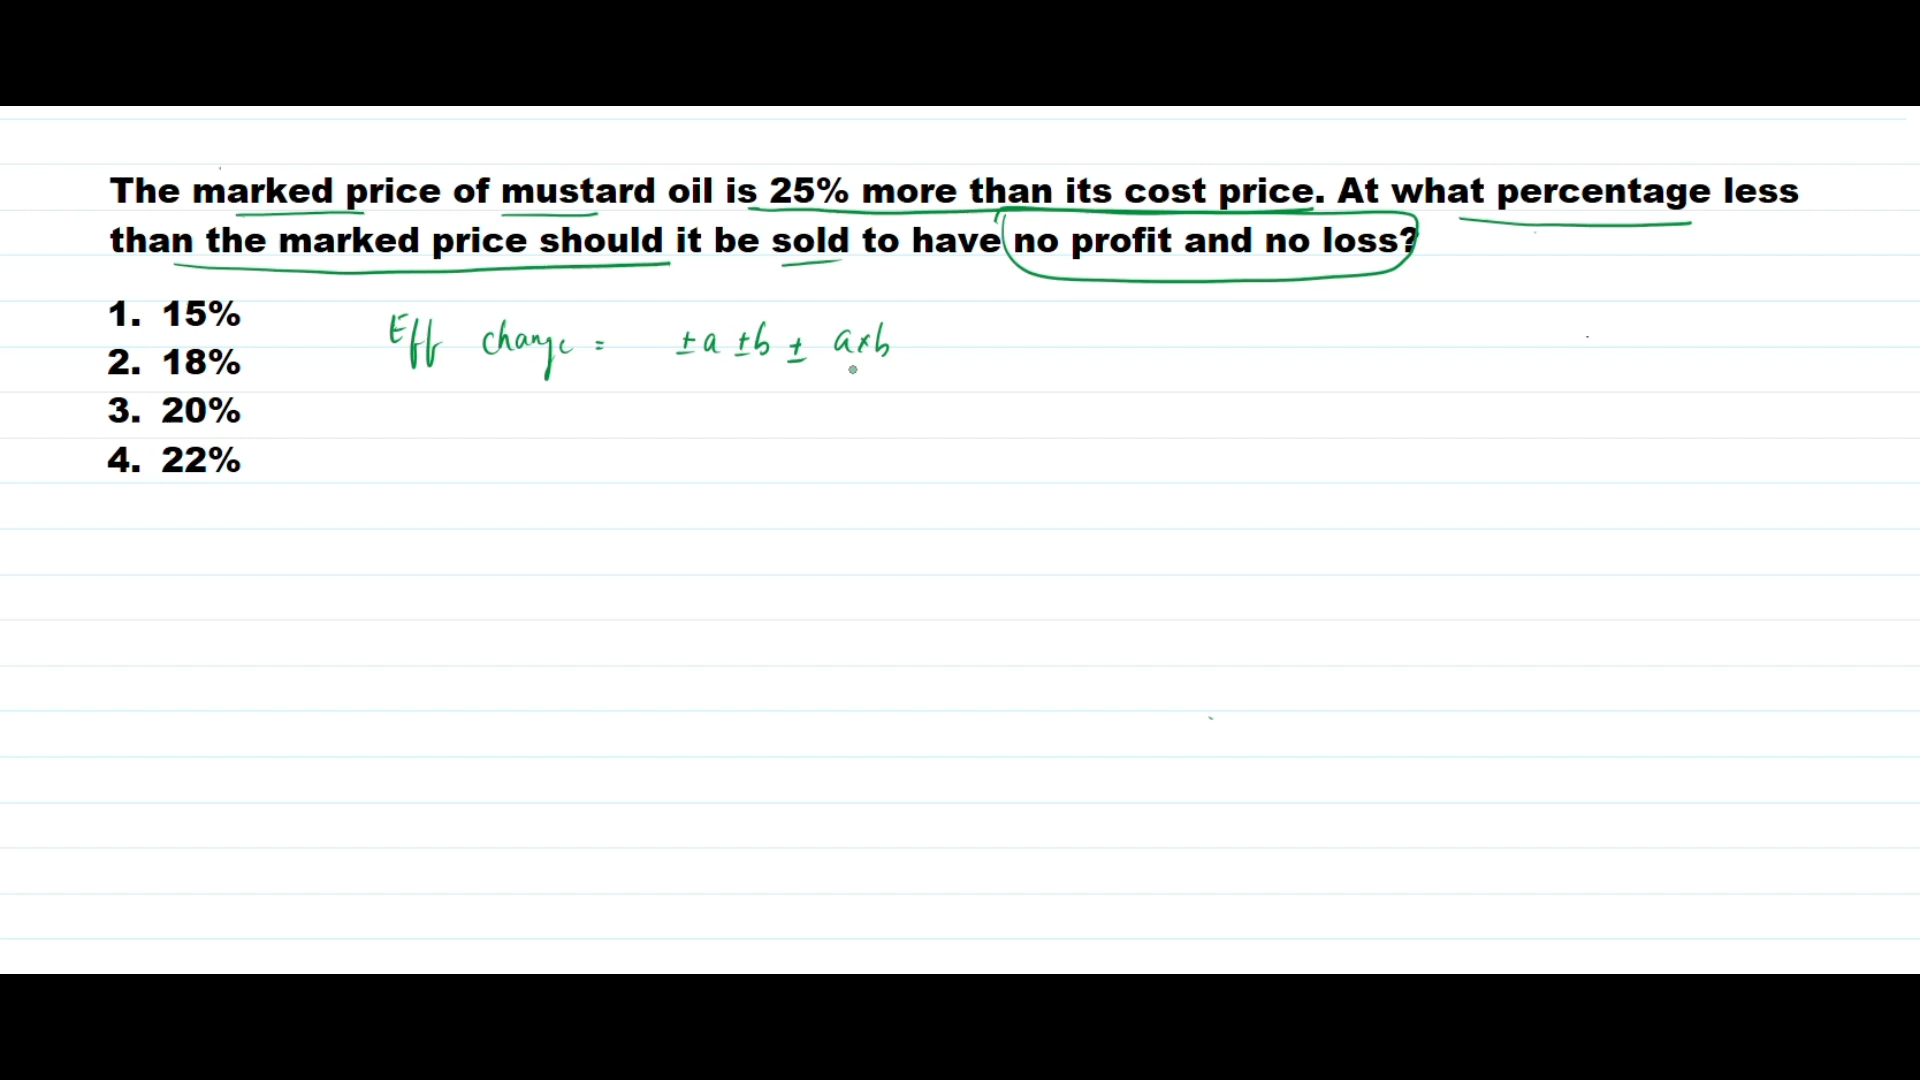 The marked price of mustard oil is 25% more than its cost price. At what percentage less
than the marked price should it be sold to have no profit and no loss?
1. 15%
2. 18%
3. 20%
4. 22%
Eff change = ±a ±b ± a×b